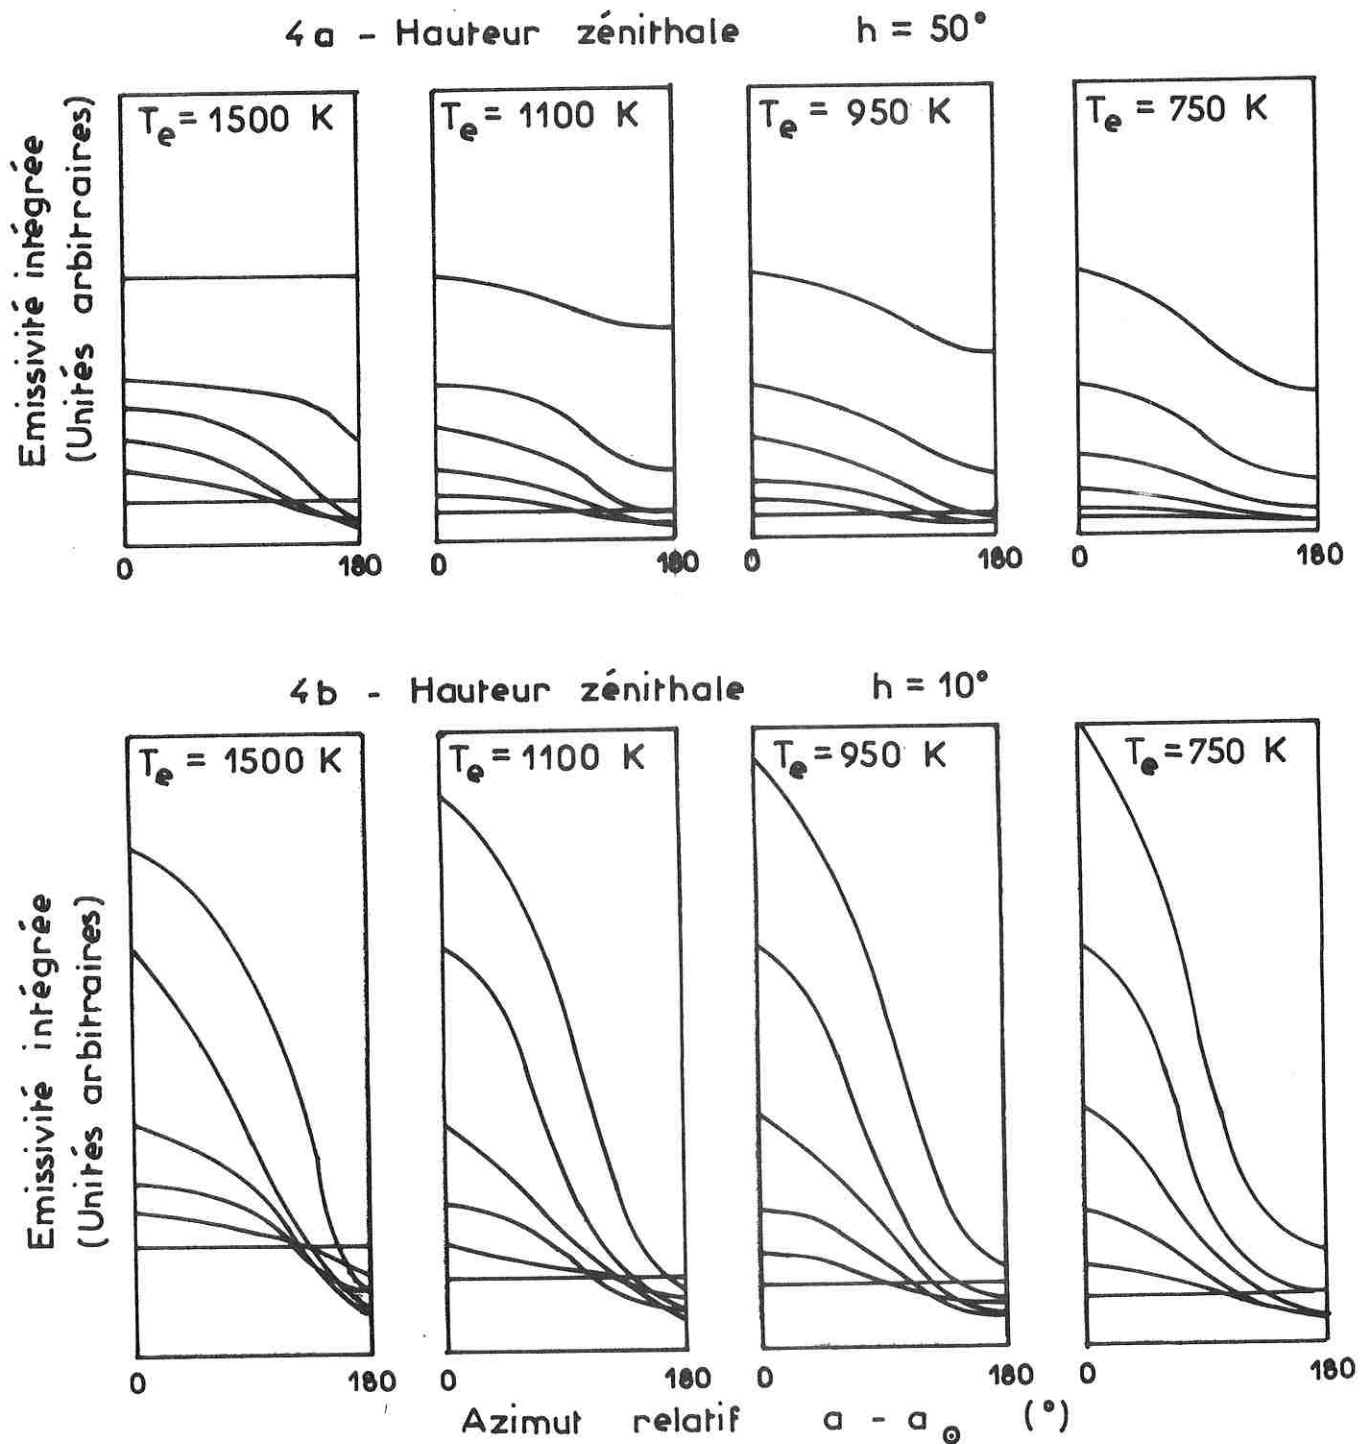 4a - Hauteur zénithale h = 50°
Emissivité intégrée
(Unités arbitraires)
Te = 1500 K
Te = 1100 K
Te = 950 K
Te = 750 K
0 180 0 180 0 180 0 180
4b - Hauteur zénithale h = 10°
Emissivité intégrée
(Unités arbitraires)
Te = 1500 K
Te = 1100 K
Te = 950 K
Te = 750 K
0 180 0 180 0 180 0 180
Azimut relatif a - a⊙ (°)